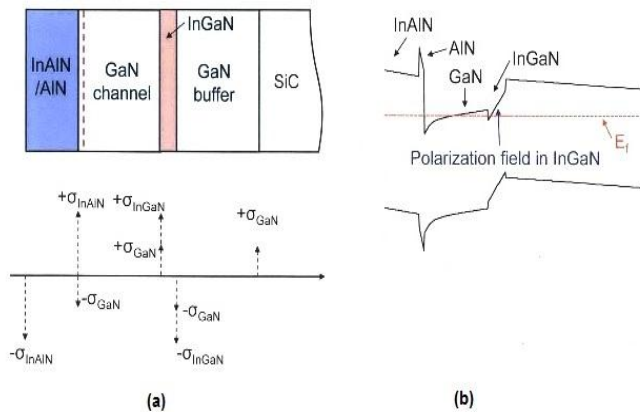 InGaN
InAlN
/AlN
GaN
channel
GaN
buffer
SiC
+σInAlN
+σInGaN
+σGaN
+σGaN
-σGaN
-σGaN
-σInAlN
-σInGaN
(a)
InAlN
AlN
InGaN
GaN
Ef
Polarization field in InGaN
(b)